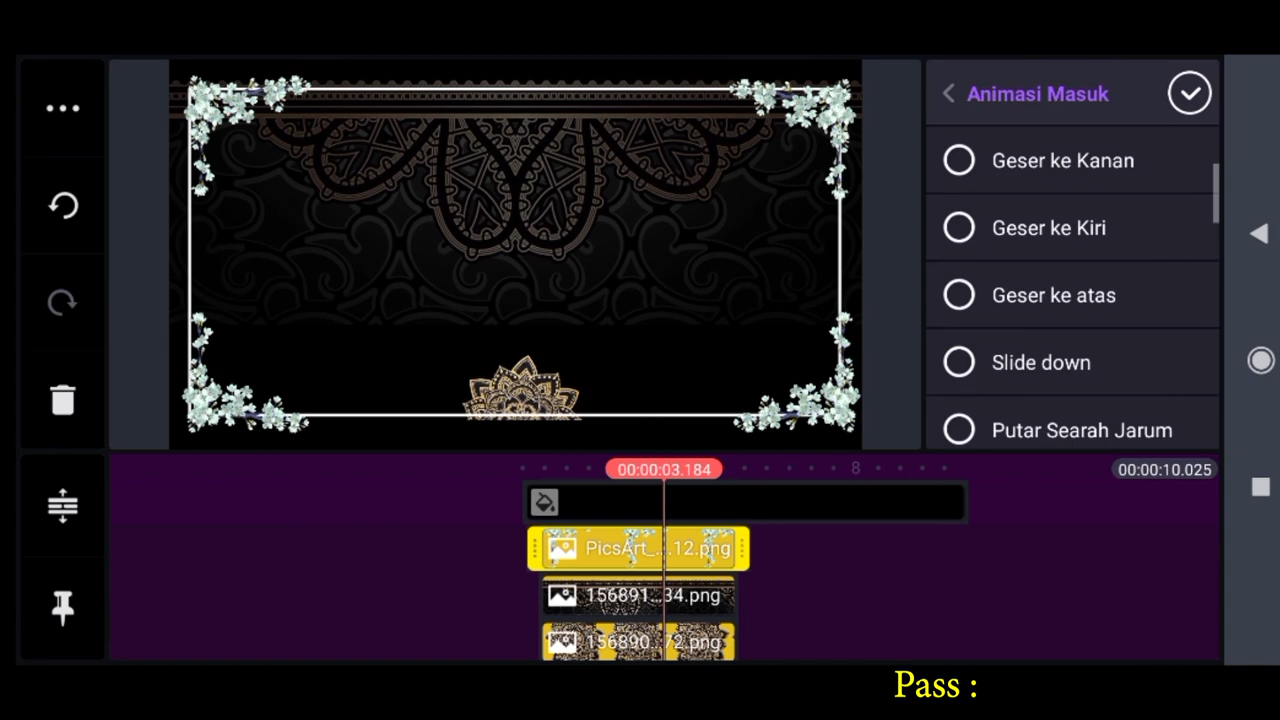 Animasi Masuk
Geser ke Kanan
Geser ke Kiri
Geser ke atas
Slide down
Putar Searah Jarum
00:00:03.184
8
00:00:10.025
PicsArt_...12.png
156891...34.png
156890...72.png
Pass :